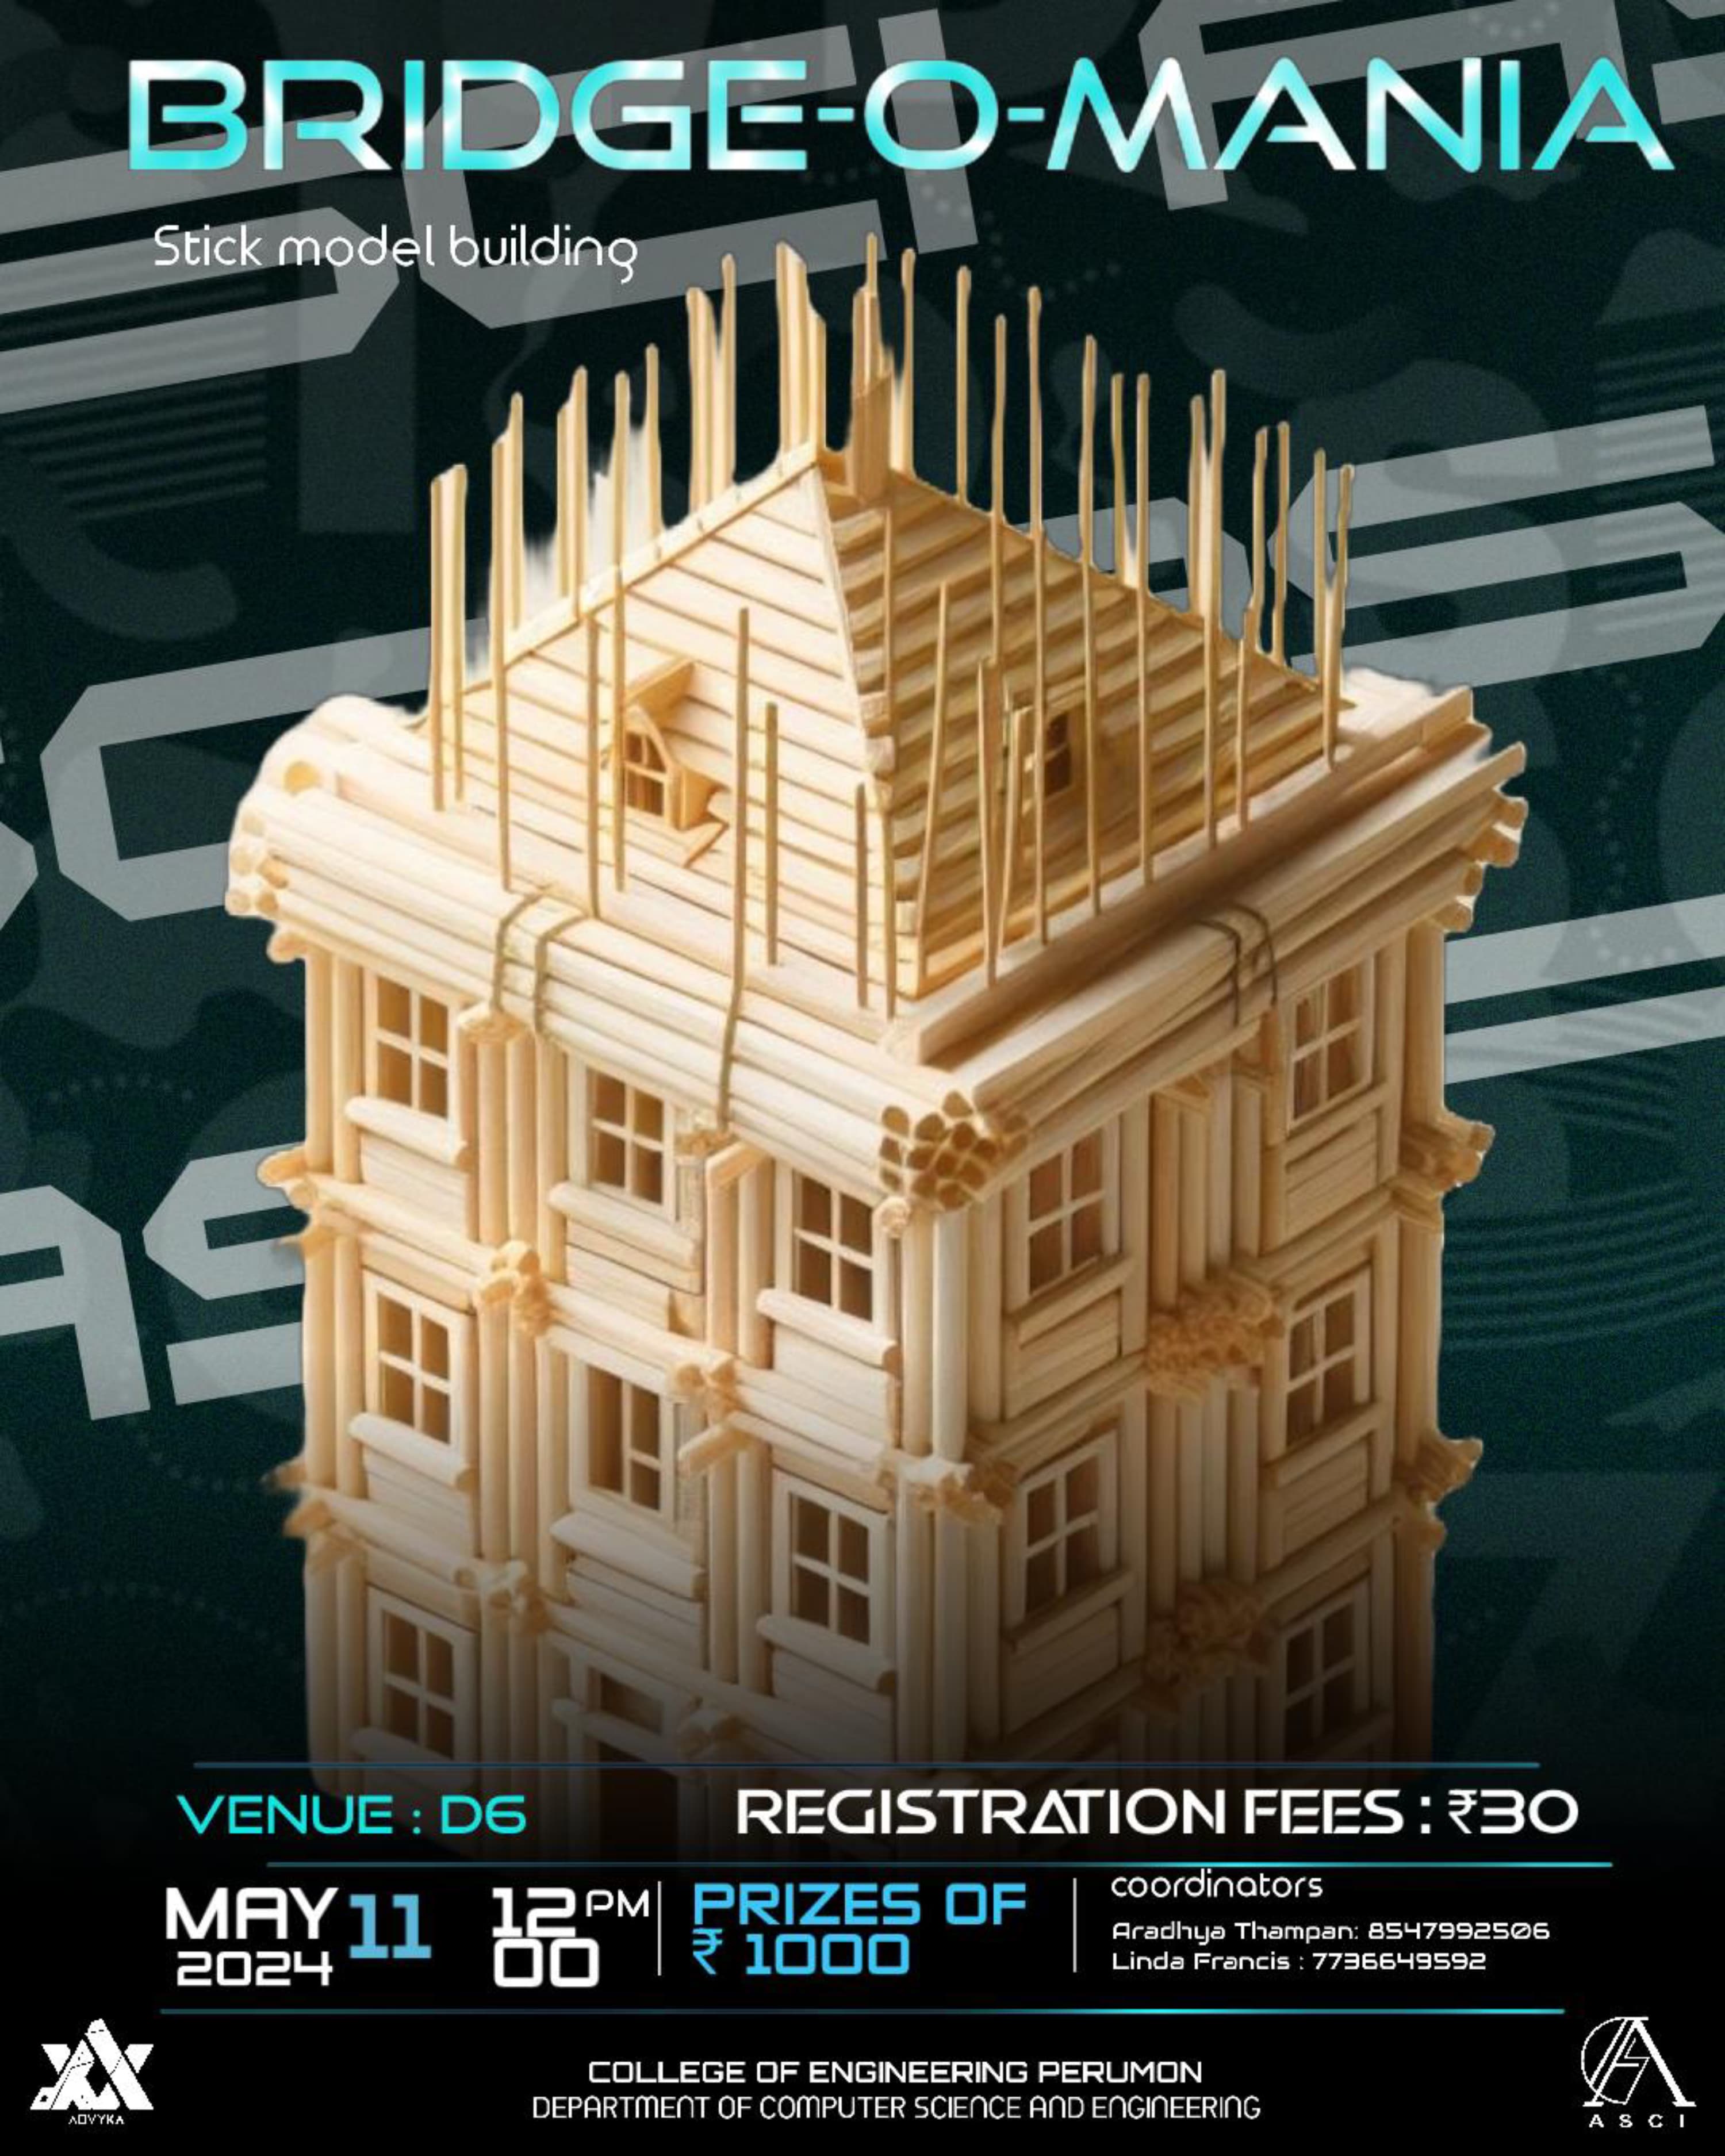 BRIDGE-O-MANIA
Stick model building
VENUE : D6
REGISTRATION FEES : ₹30
MAY 11
2024
12 PM
00
PRIZES OF
₹ 1000
coordinators
Aradhya Thampan: 8547992506
Linda Francis : 7736649592
COLLEGE OF ENGINEERING PERUMON
DEPARTMENT OF COMPUTER SCIENCE AND ENGINEERING
ADVYKA
ASCI